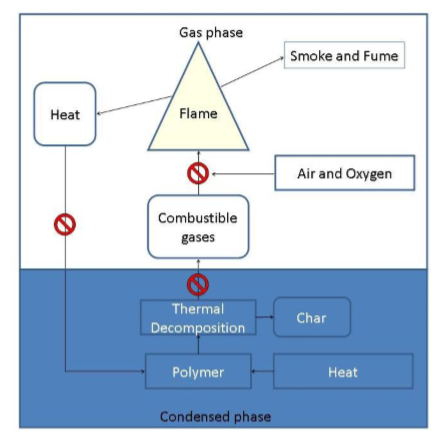 Gas phase
Smoke and Fume
Heat
Flame
Air and Oxygen
Combustible
gases
Thermal
Decomposition
Char
Polymer
Heat
Condensed phase